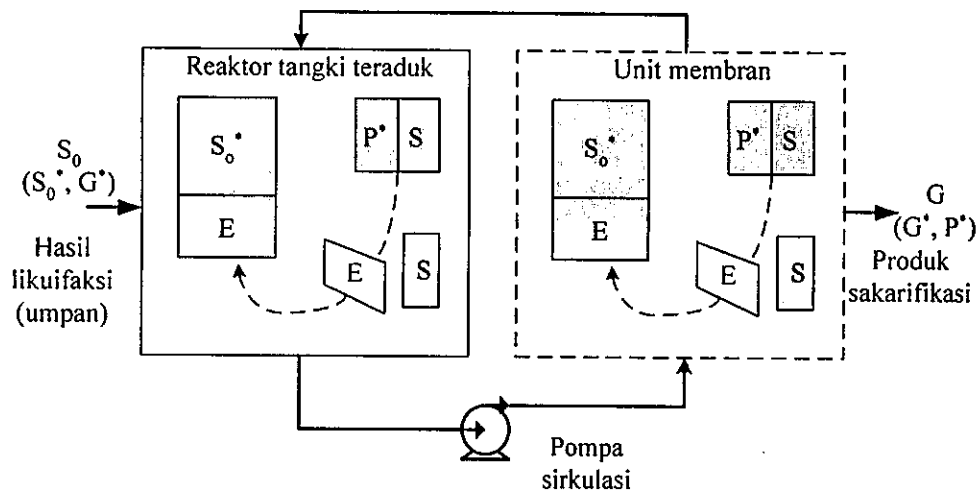 Reaktor tangki teraduk
Unit membran
S₀
(S₀*, G*)
Hasil
likuifaksi
(umpan)
S₀*
E
P* S
E
S
S₀*
E
P* S
E
S
G
(G*, P*)
Produk
sakarifikasi
Pompa
sirkulasi